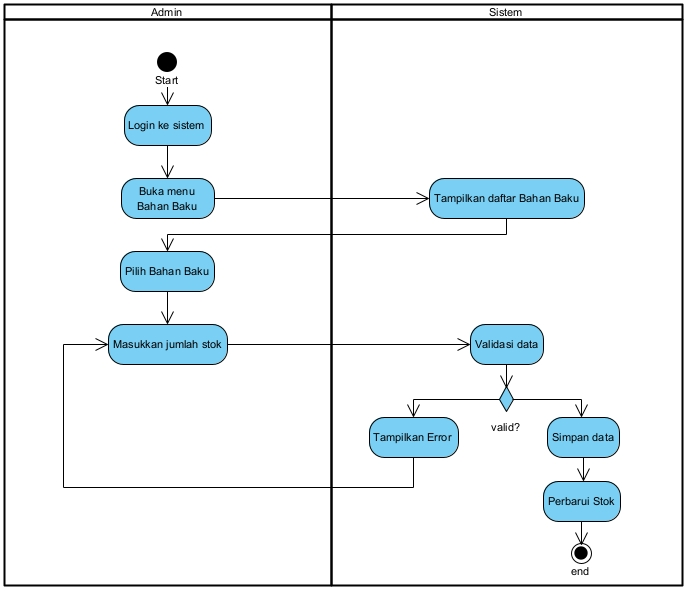 Admin
Sistem
Start
Login ke sistem
Buka menu
Bahan Baku
Tampilkan daftar Bahan Baku
Pilih Bahan Baku
Masukkan jumlah stok
Validasi data
valid?
Tampilkan Error
Simpan data
Perbarui Stok
end